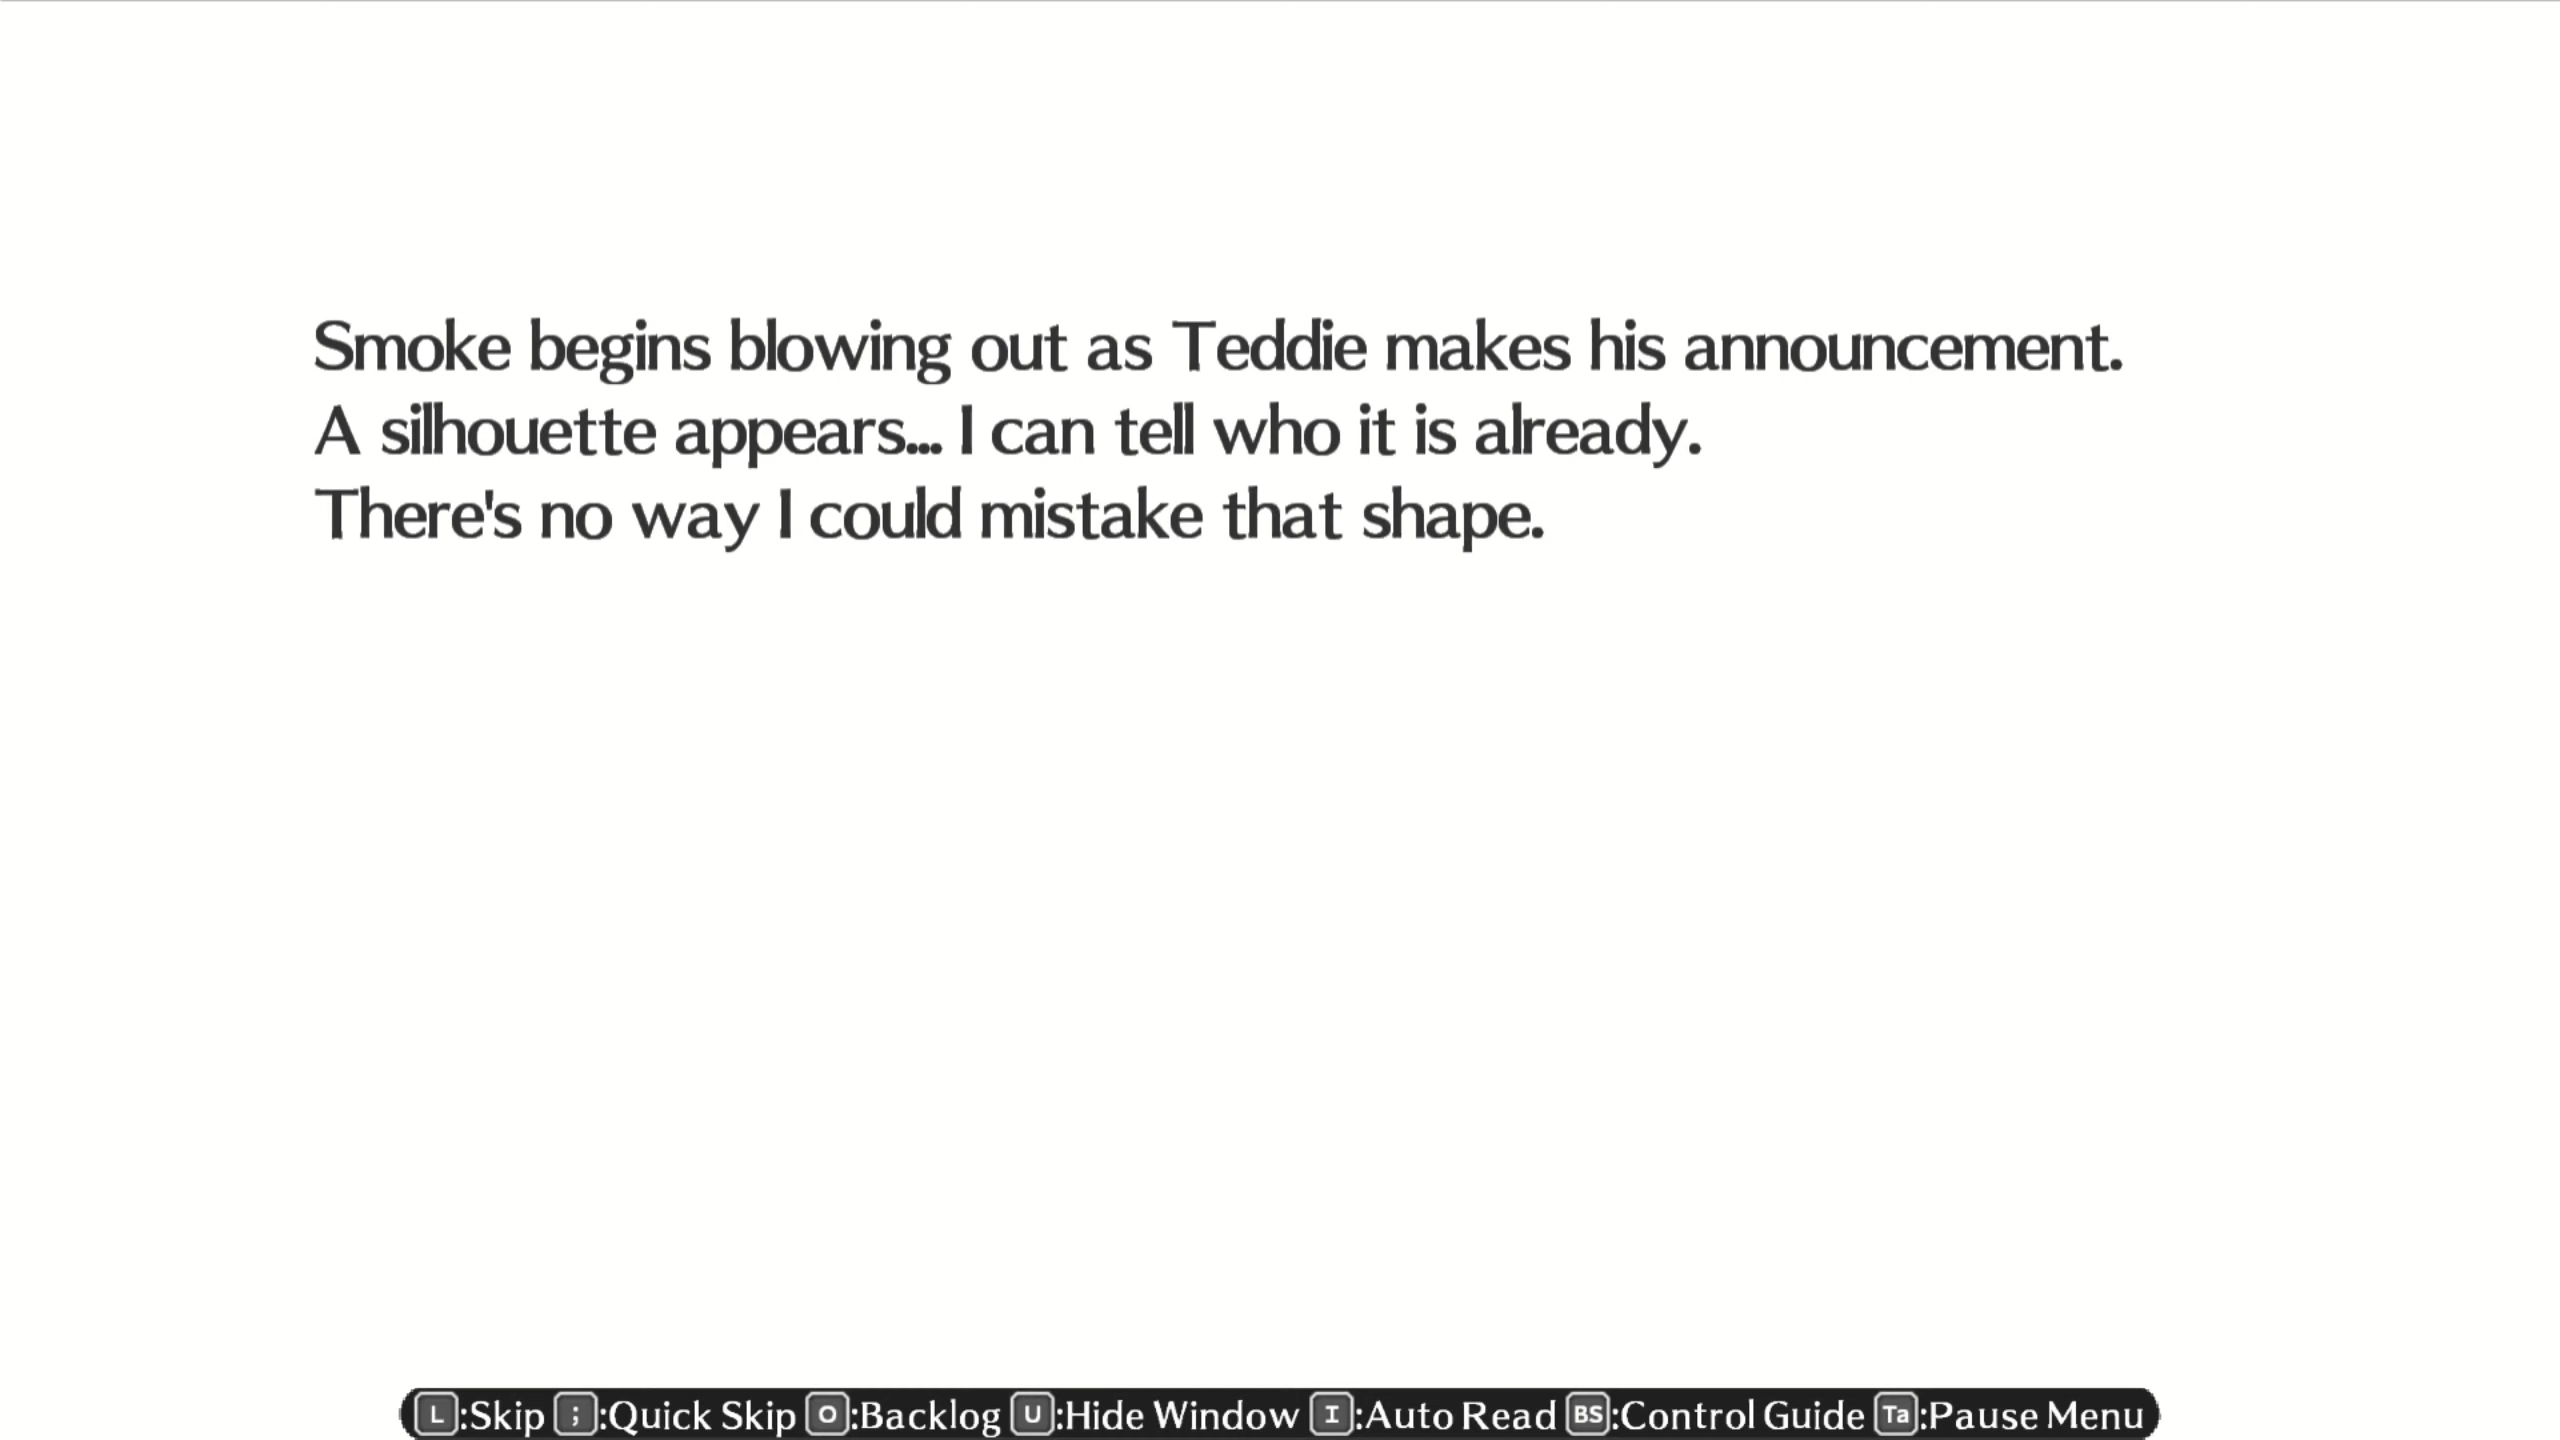 Smoke begins blowing out as Teddie makes his announcement.
A silhouette appears... I can tell who it is already.
There's no way I could mistake that shape.
L:Skip ;:Quick Skip O:Backlog U:Hide Window I:Auto Read BS:Control Guide Ta:Pause Menu